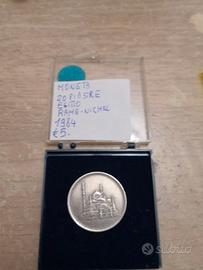 MONETA
20 PIASRE
EGITTO
RAME-NICHEL
1984
€ 5.
subito